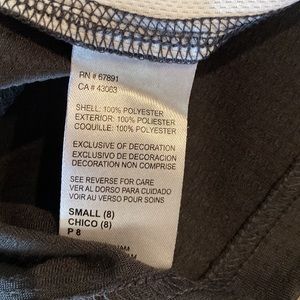 RN # 67891
CA # 43063
SHELL: 100% POLYESTER
EXTERIOR: 100% POLIESTER
COQUILLE: 100% POLYESTER
EXCLUSIVE OF DECORATION
EXCLUSIVO DE DECORACION
DECORATION NON COMPRISE
SEE REVERSE FOR CARE
VER AL DORSO PARA CUIDADO
VOIR AU VERSO POUR SOINS
SMALL (8)
CHICO (8)
P 8